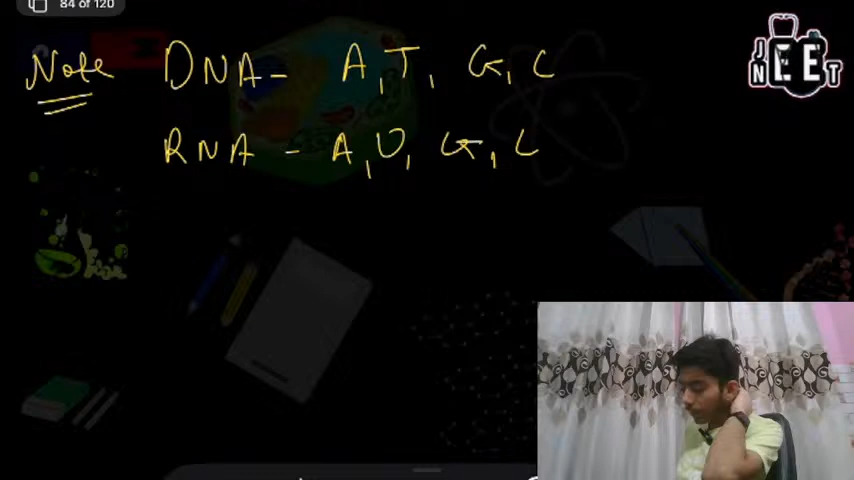 84 of 120
Note DNA - A, T, G, C
RNA - A, U, G, C
J
NEET